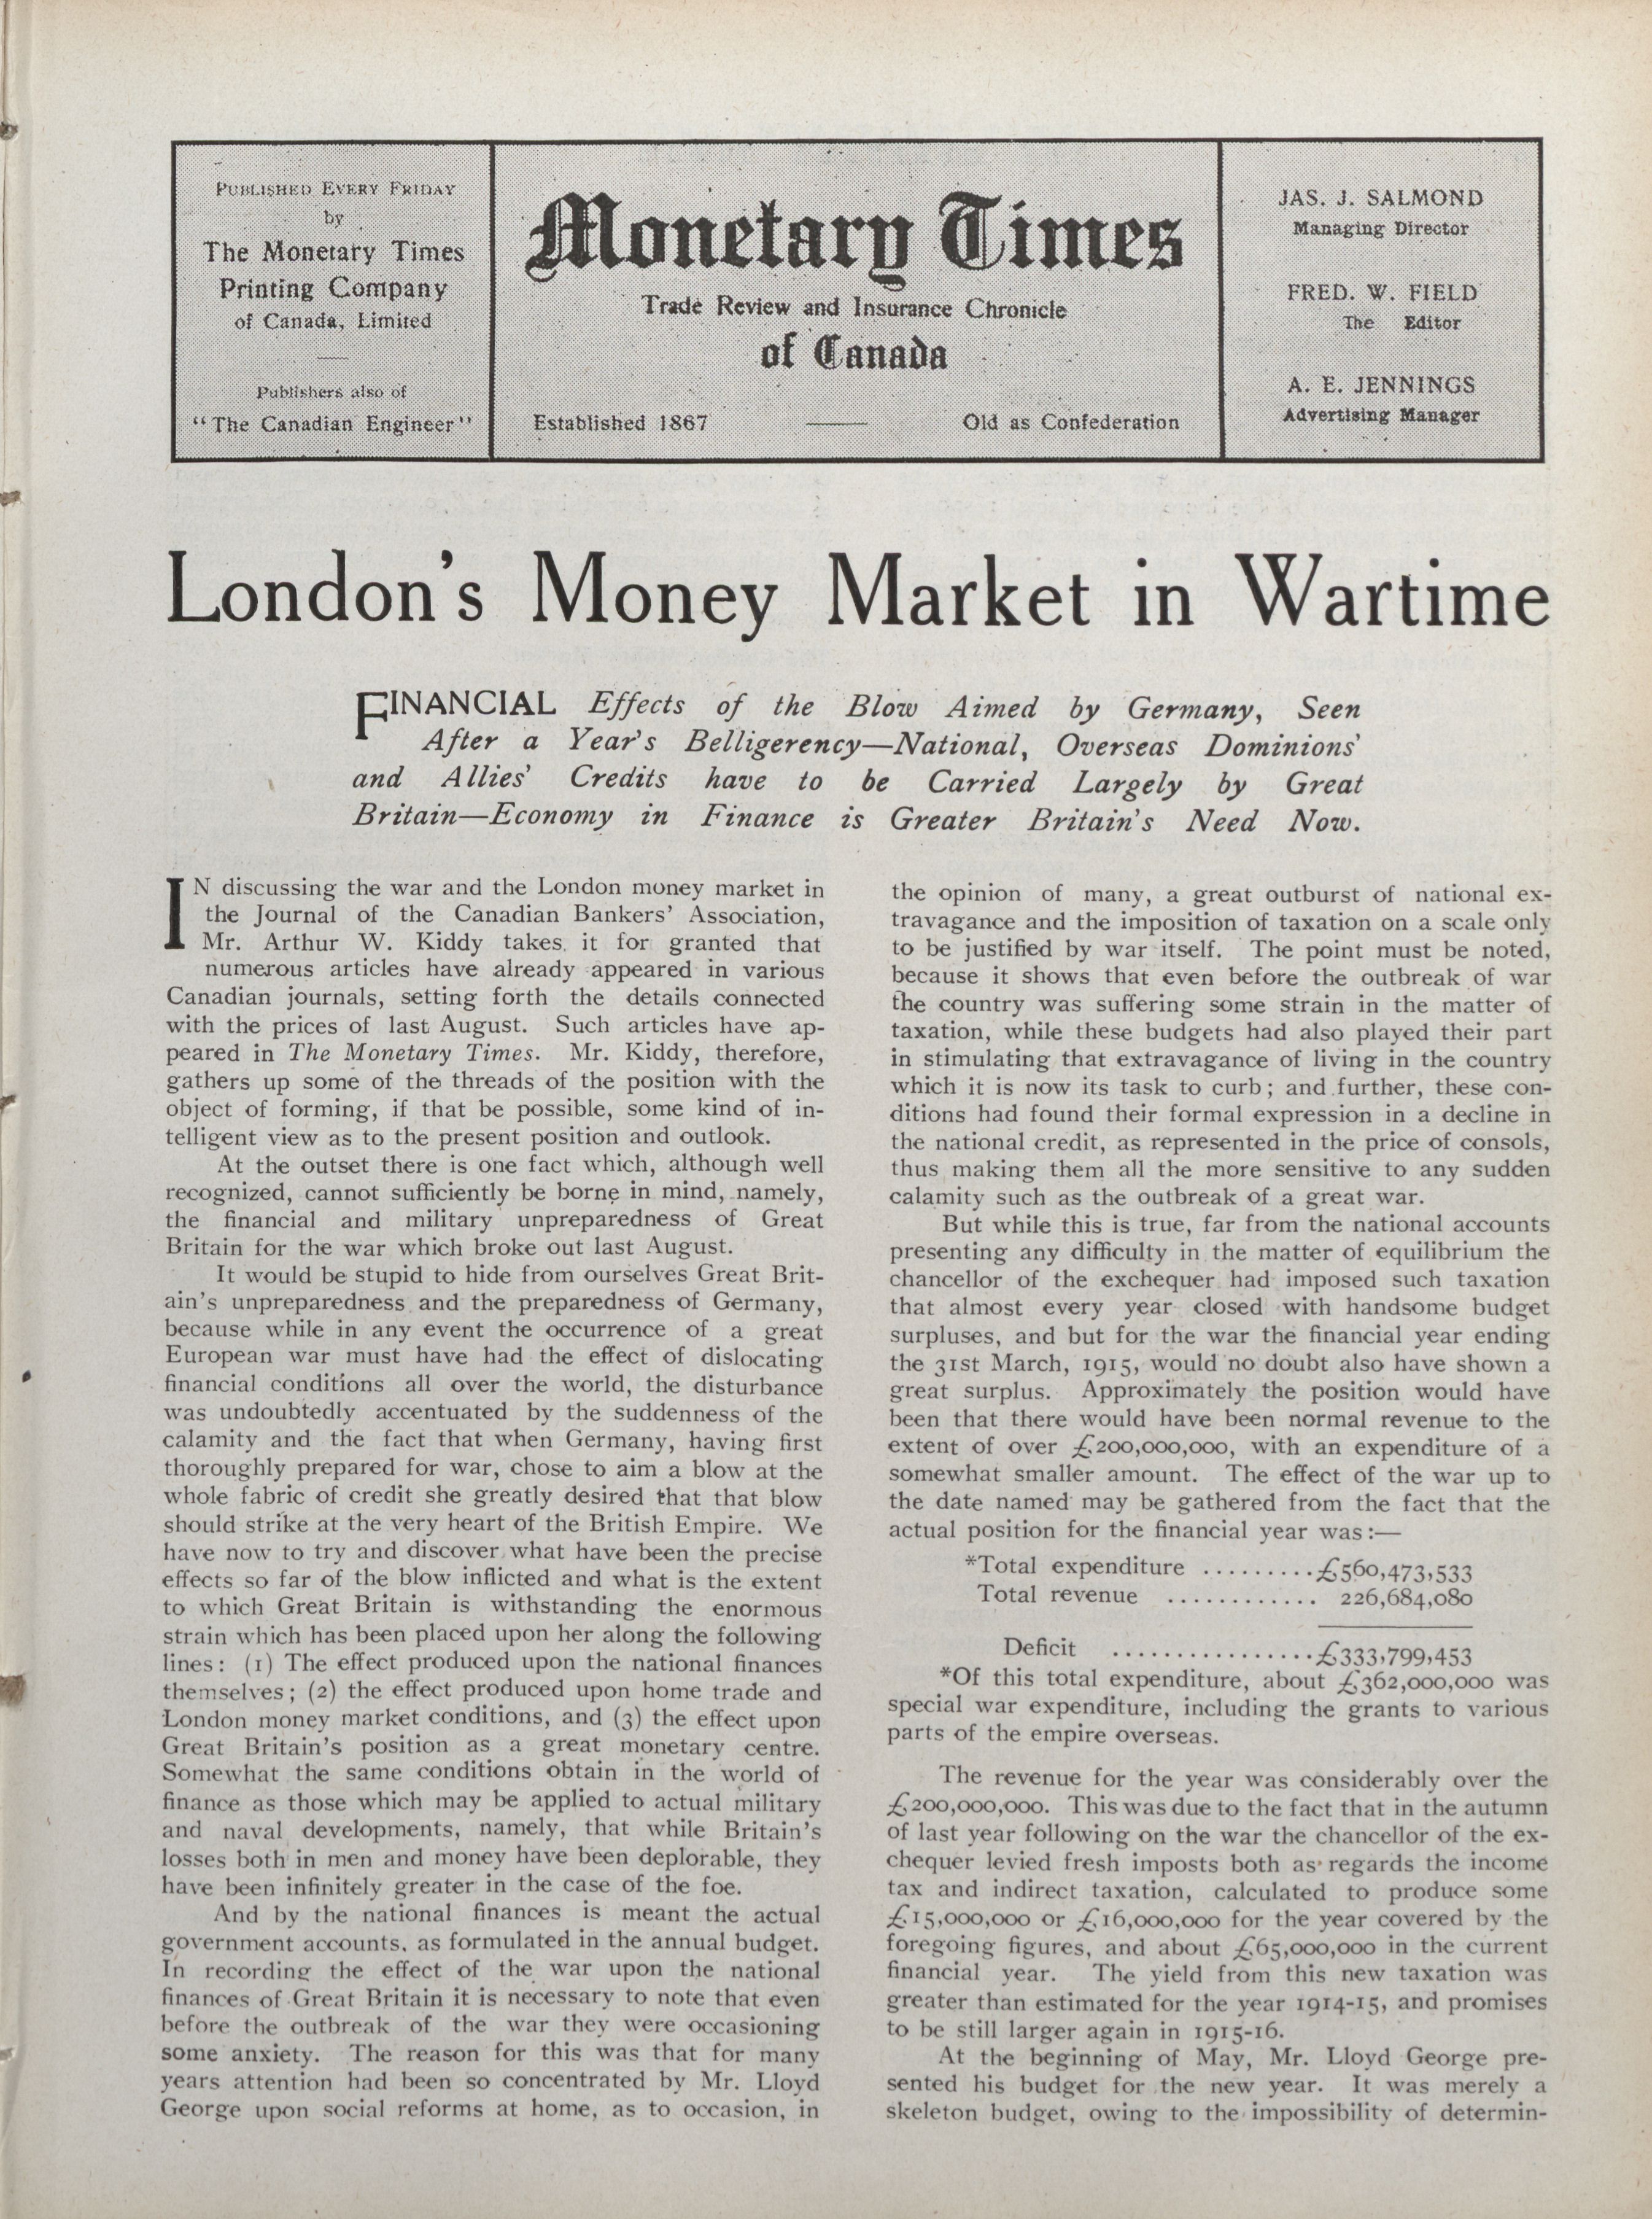 PUBLISHED EVERY FRIDAY
by
The Monetary Times
Printing Company
of Canada, Limited
Publishers also of
"The Canadian Engineer"
Monetary Times
Trade Review and Insurance Chronicle
of Canada
Established 1867
Old as Confederation
JAS. J. SALMOND
Managing Director
FRED. W. FIELD
The Editor
A. E. JENNINGS
Advertising Manager
London's Money Market in Wartime
FINANCIAL Effects of the Blow Aimed by Germany, Seen
After a Year's Belligerency—National, Overseas Dominions'
and Allies' Credits have to be Carried Largely by Great
Britain—Economy in Finance is Greater Britain's Need Now.
IN discussing the war and the London money market in
the Journal of the Canadian Bankers' Association,
Mr. Arthur W. Kiddy takes it for granted that
numerous articles have already appeared in various
Canadian journals, setting forth the details connected
with the prices of last August. Such articles have ap-
peared in The Monetary Times. Mr. Kiddy, therefore,
gathers up some of the threads of the position with the
object of forming, if that be possible, some kind of in-
telligent view as to the present position and outlook.
At the outset there is one fact which, although well
recognized, cannot sufficiently be borne in mind, namely,
the financial and military unpreparedness of Great
Britain for the war which broke out last August.
It would be stupid to hide from ourselves Great Brit-
ain's unpreparedness and the preparedness of Germany,
because while in any event the occurrence of a great
European war must have had the effect of dislocating
financial conditions all over the world, the disturbance
was undoubtedly accentuated by the suddenness of the
calamity and the fact that when Germany, having first
thoroughly prepared for war, chose to aim a blow at the
whole fabric of credit she greatly desired that that blow
should strike at the very heart of the British Empire. We
have now to try and discover what have been the precise
effects so far of the blow inflicted and what is the extent
to which Great Britain is withstanding the enormous
strain which has been placed upon her along the following
lines: (1) The effect produced upon the national finances
themselves; (2) the effect produced upon home trade and
London money market conditions, and (3) the effect upon
Great Britain's position as a great monetary centre.
Somewhat the same conditions obtain in the world of
finance as those which may be applied to actual military
and naval developments, namely, that while Britain's
losses both in men and money have been deplorable, they
have been infinitely greater in the case of the foe.
And by the national finances is meant the actual
government accounts, as formulated in the annual budget.
In recording the effect of the war upon the national
finances of Great Britain it is necessary to note that even
before the outbreak of the war they were occasioning
some anxiety. The reason for this was that for many
years attention had been so concentrated by Mr. Lloyd
George upon social reforms at home, as to occasion, in
the opinion of many, a great outburst of national ex-
travagance and the imposition of taxation on a scale only
to be justified by war itself. The point must be noted,
because it shows that even before the outbreak of war
the country was suffering some strain in the matter of
taxation, while these budgets had also played their part
in stimulating that extravagance of living in the country
which it is now its task to curb; and further, these con-
ditions had found their formal expression in a decline in
the national credit, as represented in the price of consols,
thus making them all the more sensitive to any sudden
calamity such as the outbreak of a great war.
But while this is true, far from the national accounts
presenting any difficulty in the matter of equilibrium the
chancellor of the exchequer had imposed such taxation
that almost every year closed with handsome budget
surpluses, and but for the war the financial year ending
the 31st March, 1915, would no doubt also have shown a
great surplus. Approximately the position would have
been that there would have been normal revenue to the
extent of over £200,000,000, with an expenditure of a
somewhat smaller amount. The effect of the war up to
the date named may be gathered from the fact that the
actual position for the financial year was:—
*Total expenditure .........£560,473,533
Total revenue ............ 226,684,080
Deficit ................£333,799,453
*Of this total expenditure, about £362,000,000 was
special war expenditure, including the grants to various
parts of the empire overseas.
The revenue for the year was considerably over the
£200,000,000. This was due to the fact that in the autumn
of last year following on the war the chancellor of the ex-
chequer levied fresh imposts both as regards the income
tax and indirect taxation, calculated to produce some
£15,000,000 or £16,000,000 for the year covered by the
foregoing figures, and about £65,000,000 in the current
financial year. The yield from this new taxation was
greater than estimated for the year 1914-15, and promises
to be still larger again in 1915-16.
At the beginning of May, Mr. Lloyd George pre-
sented his budget for the new year. It was merely a
skeleton budget, owing to the impossibility of determin-